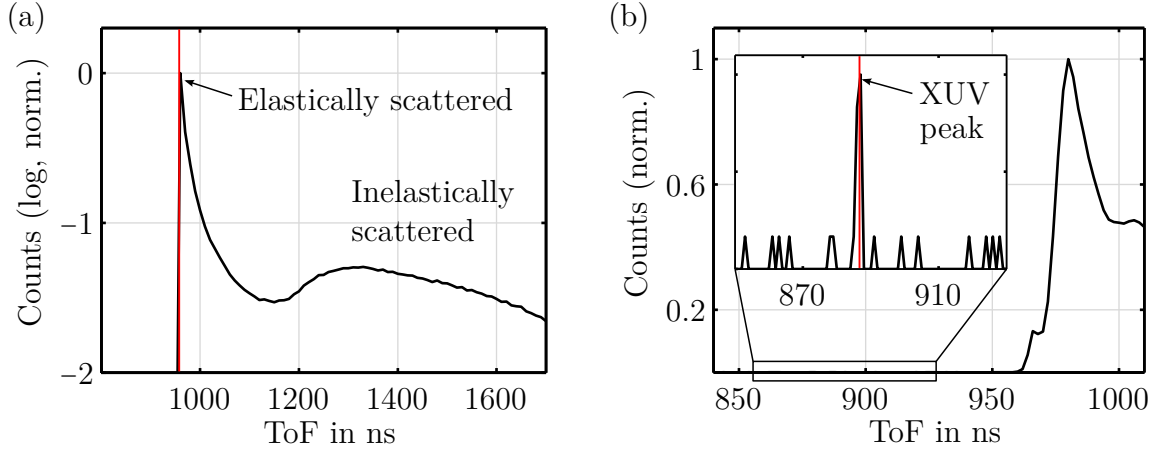 (a)
Counts (log, norm.)
0
−1
−2
Elastically scattered
Inelastically
scattered
1000 1200 1400 1600
ToF in ns
(b)
Counts (norm.)
1
0.6
0.2
XUV
peak
870 910
850 900 950 1000
ToF in ns